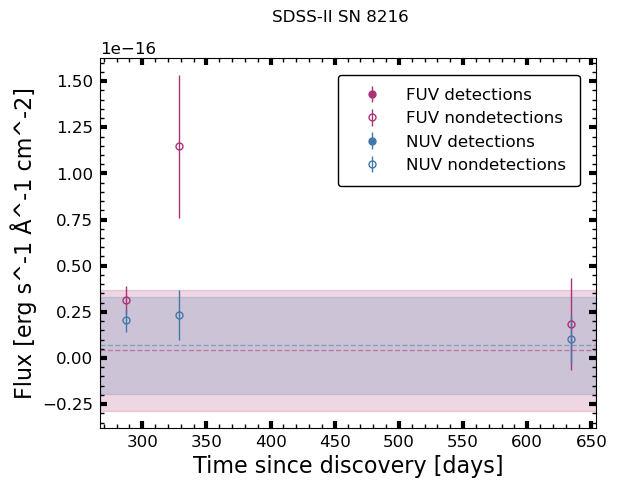 SDSS-II SN 8216
1e−16
1.50
1.25
1.00
0.75
0.50
0.25
0.00
−0.25
Flux [erg s^-1 Å^-1 cm^-2]
FUV detections
FUV nondetections
NUV detections
NUV nondetections
300 350 400 450 500 550 600 650
Time since discovery [days]